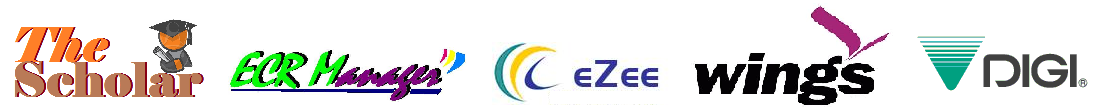 The
Scholar
ECR Manager
eZee
wings
DIGI®